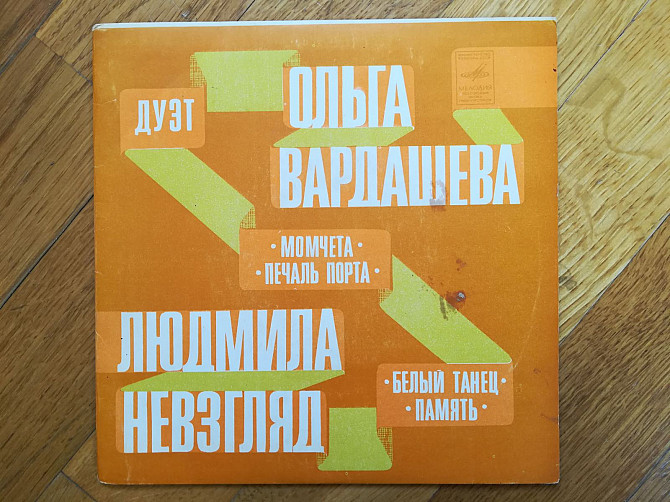 ДУЭТ
ОЛЬГА
ВАРДАШЕВА
• МОМЧЕТА •
• ПЕЧАЛЬ ПОРТА •
ЛЮДМИЛА
НЕВЗГЛЯД
• БЕЛЫЙ ТАНЕЦ •
• ПАМЯТЬ •